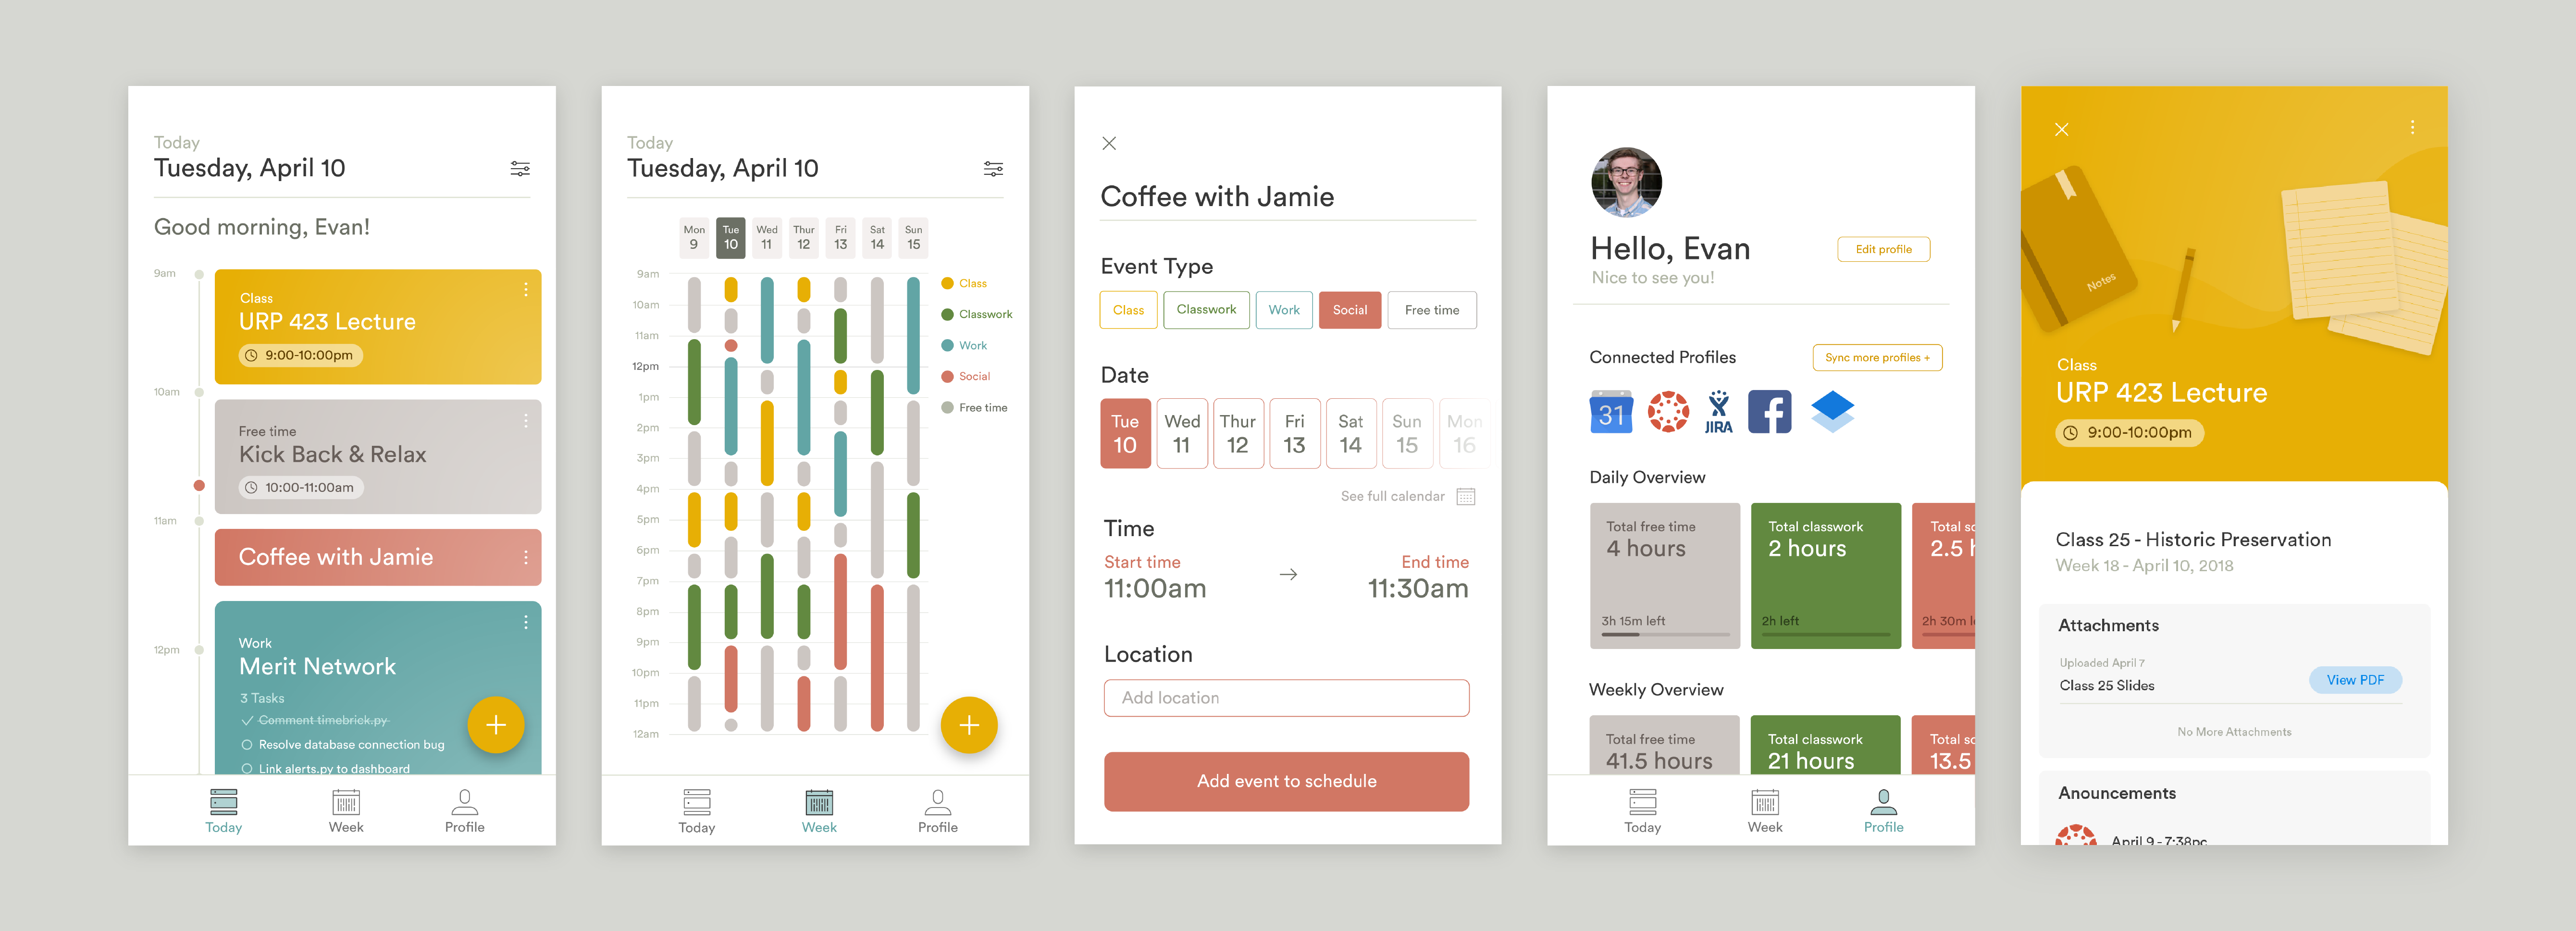 Today
Tuesday, April 10
Good morning, Evan!
9am
Class
URP 423 Lecture
9:00-10:00pm
10am
Free time
Kick Back & Relax
10:00-11:00am
11am
Coffee with Jamie
12pm
Work
Merit Network
3 Tasks
Comment timebrick.py
Resolve database connection bug
Link alerts.py to dashboard
Today Week Profile
Today
Tuesday, April 10
Mon Tue Wed Thur Fri Sat Sun
9 10 11 12 13 14 15
9am
Class
10am
Classwork
11am
Work
12pm
Social
1pm
Free time
2pm
3pm
4pm
5pm
6pm
7pm
8pm
9pm
10pm
11pm
12am
Today Week Profile
Coffee with Jamie
Event Type
Class Classwork Work Social Free time
Date
Tue Wed Thur Fri Sat Sun Mon
10 11 12 13 14 15 16
See full calendar
Time
Start time End time
11:00am 11:30am
Location
Add location
Add event to schedule
Hello, Evan
Edit profile
Nice to see you!
Connected Profiles
Sync more profiles +
31
JIRA
Daily Overview
Total free time Total classwork Total so
4 hours 2 hours 2.5 h
3h 15m left 2h left 2h 30m l
Weekly Overview
Total free time Total classwork Total so
41.5 hours 21 hours 13.5
Today Week Profile
Notes
Class
URP 423 Lecture
9:00-10:00pm
Class 25 - Historic Preservation
Week 18 - April 10, 2018
Attachments
Uploaded April 7
Class 25 Slides
View PDF
No More Attachments
Anouncements
April 9 - 7:38pc